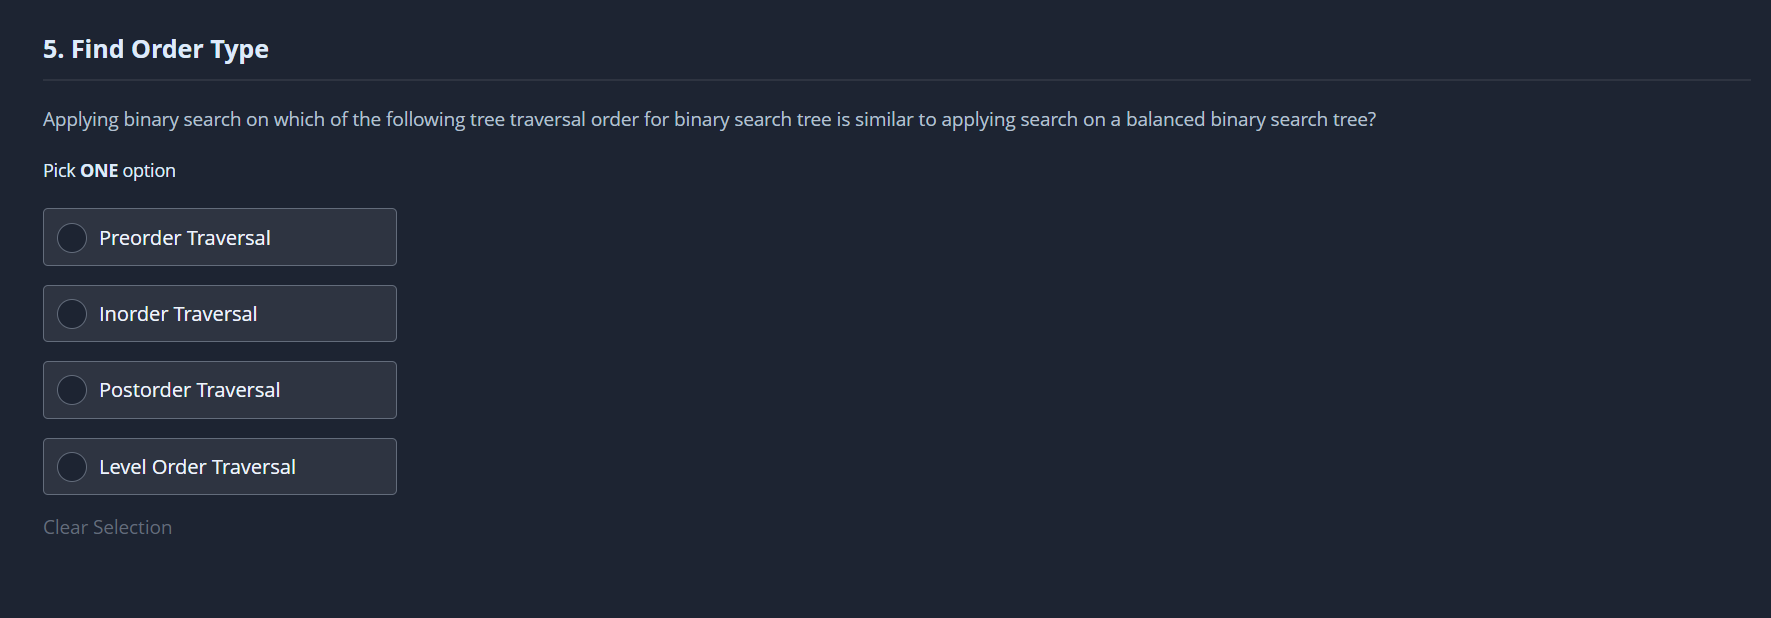 5. Find Order Type
Applying binary search on which of the following tree traversal order for binary search tree is similar to applying search on a balanced binary search tree?
Pick ONE option
Preorder Traversal
Inorder Traversal
Postorder Traversal
Level Order Traversal
Clear Selection